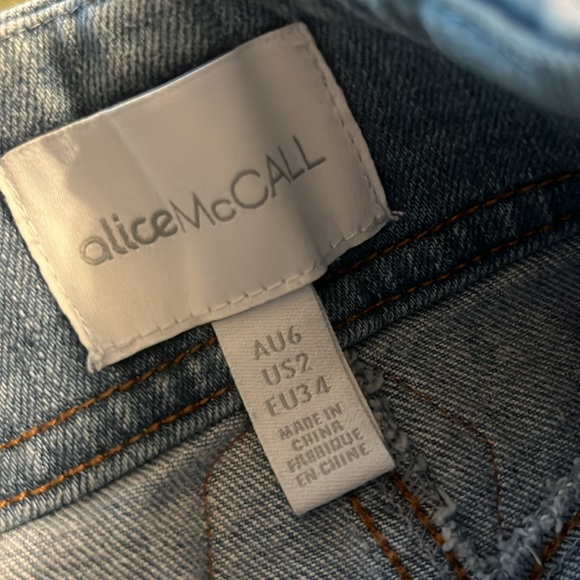 aliceMcCALL
AU6
US2
EU34
MADE IN
CHINA
FABRIQUE
EN CHINE